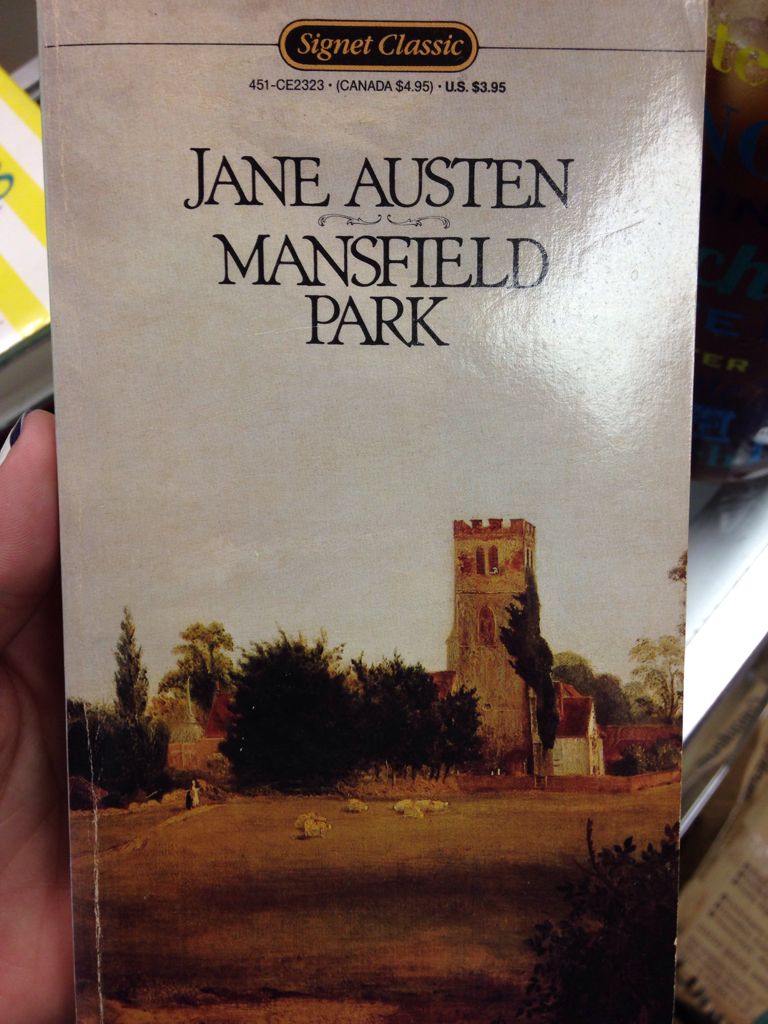 Signet Classic
451-CE2323 • (CANADA $4.95) • U.S. $3.95
JANE AUSTEN
MANSFIELD
PARK